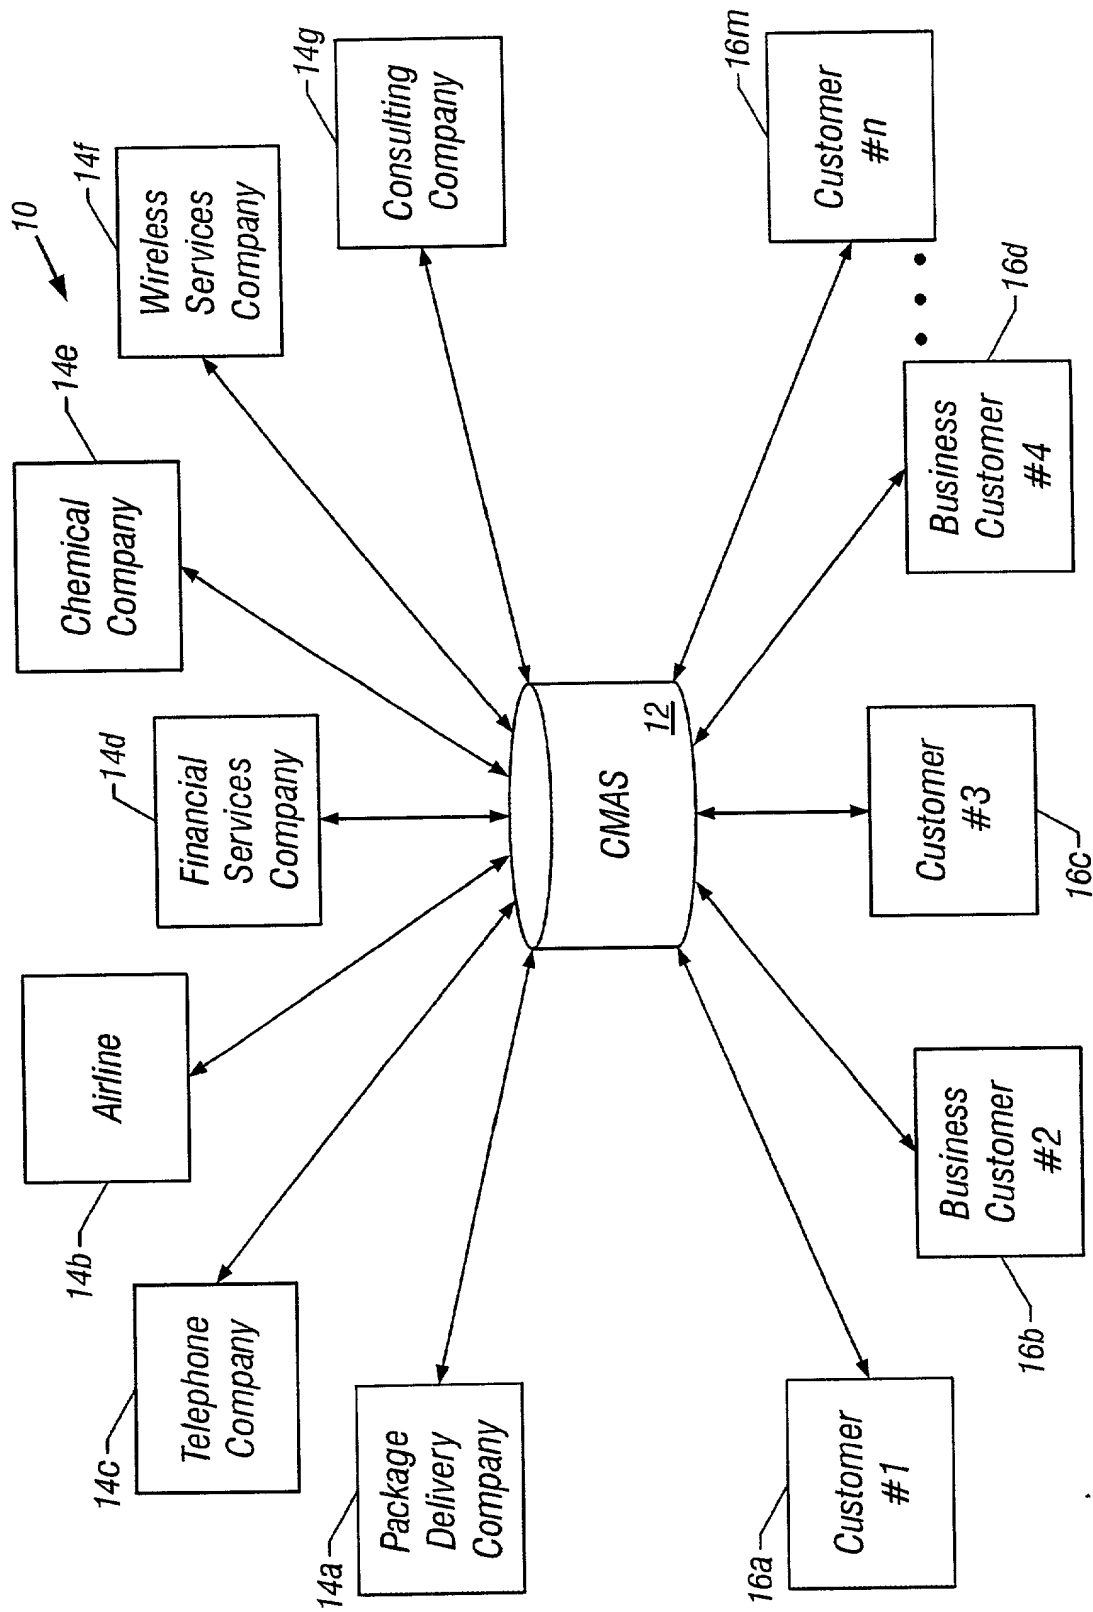 10
14a
Package
Delivery
Company
14c
Telephone
Company
14b
Airline
14d
Financial
Services
Company
14e
Chemical
Company
14f
Wireless
Services
Company
14g
Consulting
Company
CMAS
12
16a
Customer
#1
16b
Business
Customer
#2
Customer
#3
16c
Business
Customer
#4
16d
Customer
#n
16m